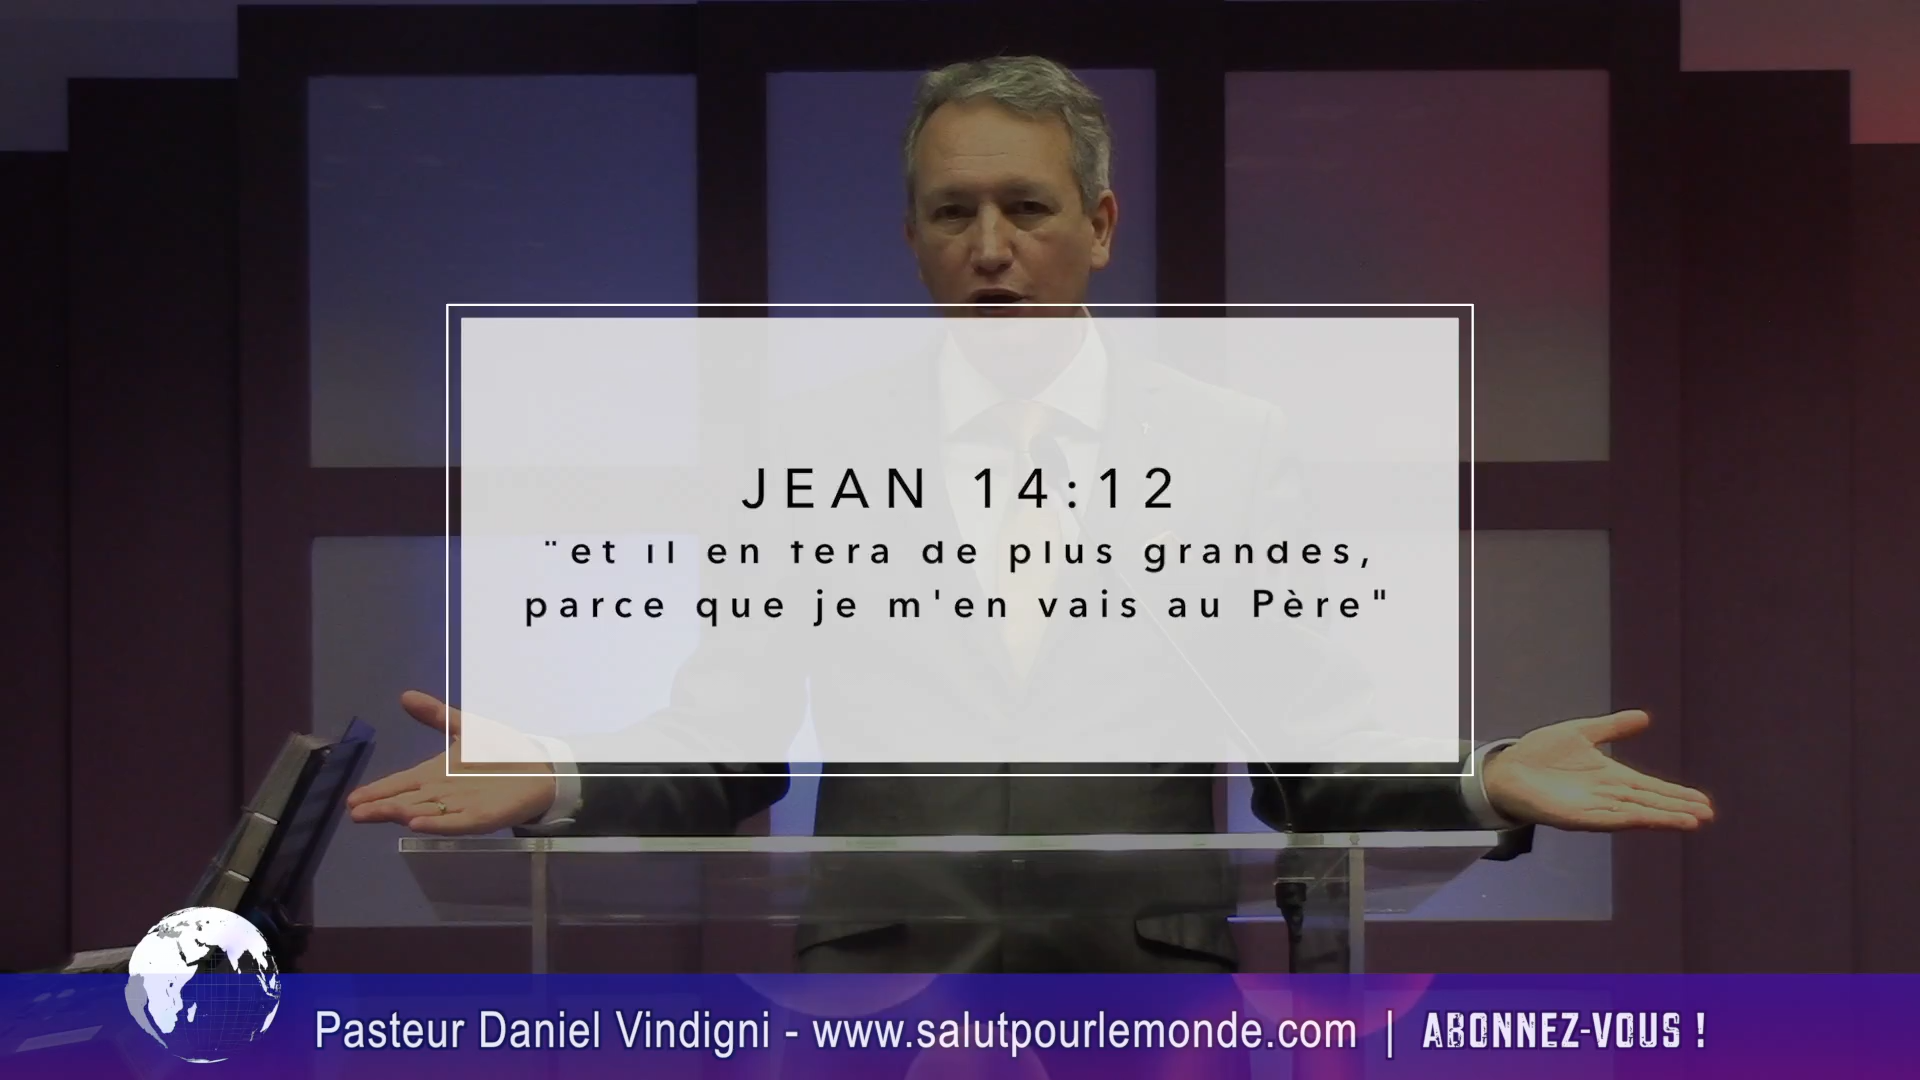 JEAN 14:12
"et il en fera de plus grandes,
parce que je m'en vais au Père"
Pasteur Daniel Vindigni - www.salutpourlemonde.com | ABONNEZ-VOUS !